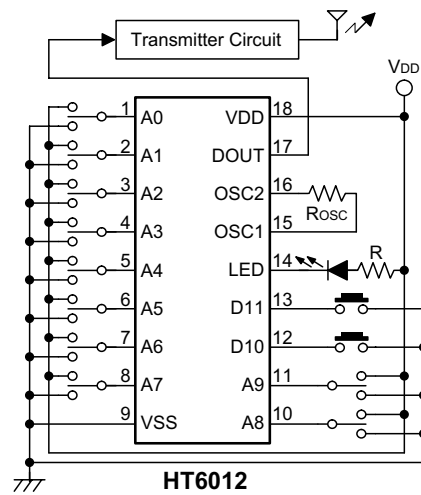 Transmitter Circuit
VDD
1 A0 VDD 18
2 A1 DOUT 17
3 A2 OSC2 16
ROSC
4 A3 OSC1 15
5 A4 LED 14 R
6 A5 D11 13
7 A6 D10 12
8 A7 A9 11
9 VSS A8 10
HT6012